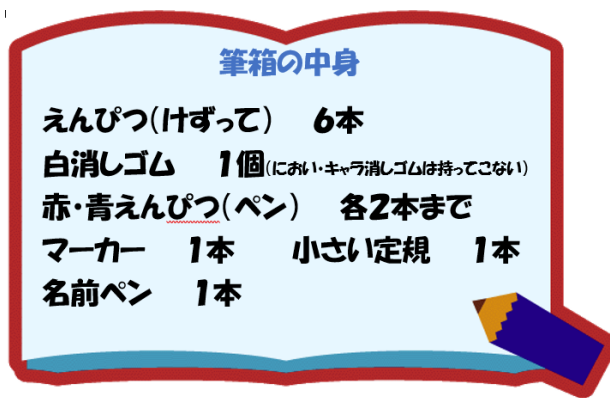 筆箱の中身
えんぴつ（けずって）　6本
白消しゴム　1個（におい・キャラ消しゴムは持ってこない）
赤・青えんぴつ（ペン）　各2本まで
マーカー　1本　小さい定規　1本
名前ペン　1本